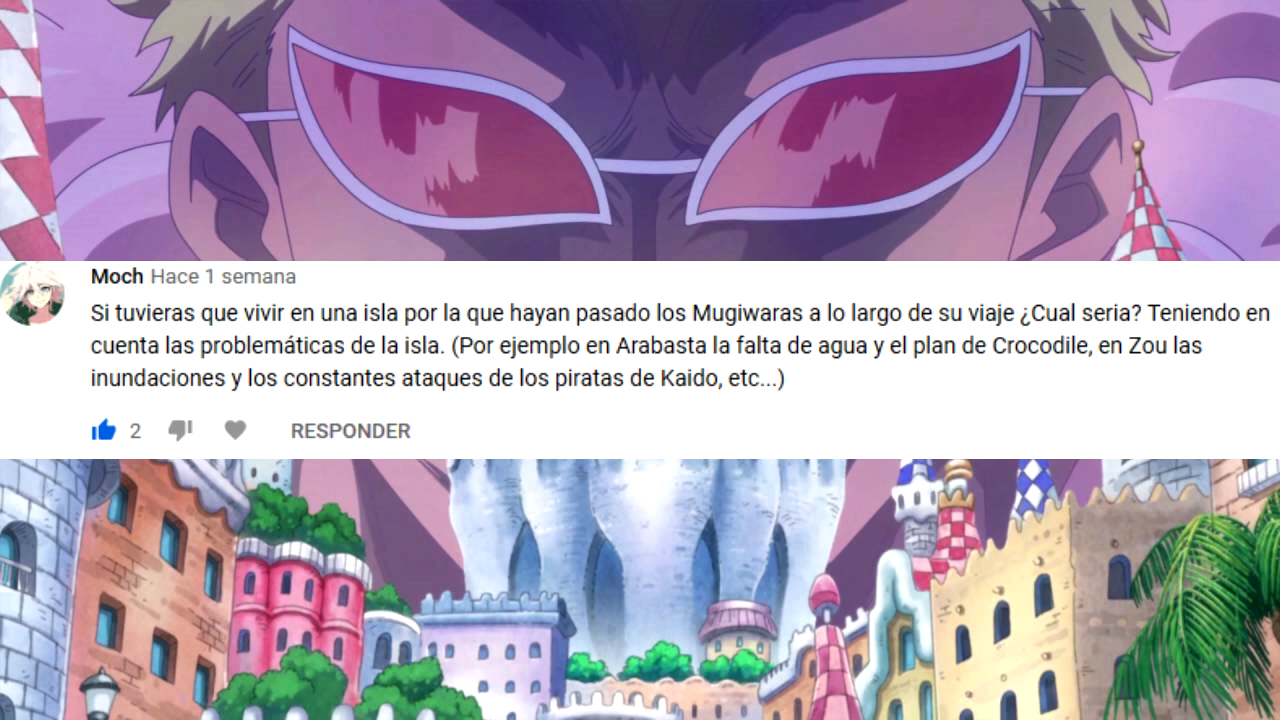 Moch Hace 1 semana
Si tuvieras que vivir en una isla por la que hayan pasado los Mugiwaras a lo largo de su viaje ¿Cual seria? Teniendo en
cuenta las problemáticas de la isla. (Por ejemplo en Arabasta la falta de agua y el plan de Crocodile, en Zou las
inundaciones y los constantes ataques de los piratas de Kaido, etc...)
2 RESPONDER